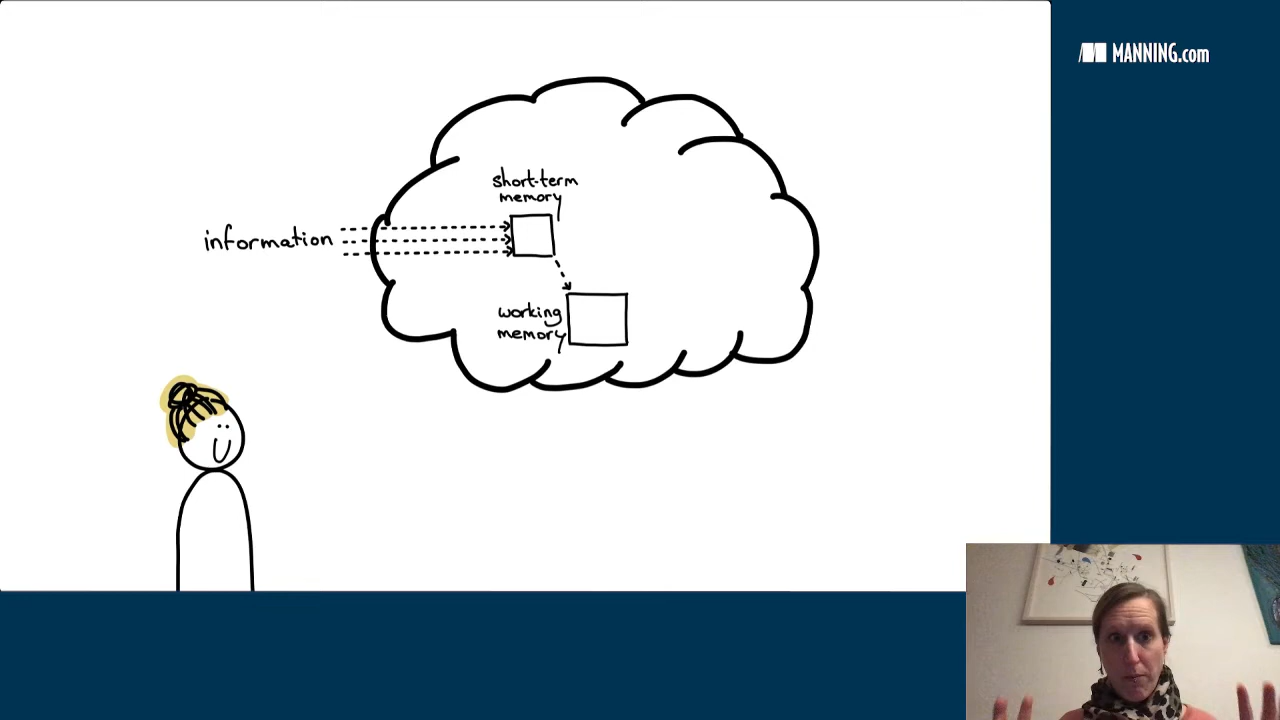 MANNING.com
short-term
memory
information
working
memory